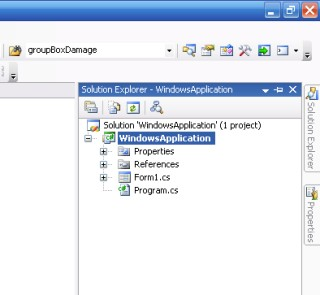 groupBoxDamage
Solution Explorer - WindowsApplication
Solution 'WindowsApplication' (1 project)
WindowsApplication
Properties
References
Form1.cs
Program.cs
Solution Explorer
Properties